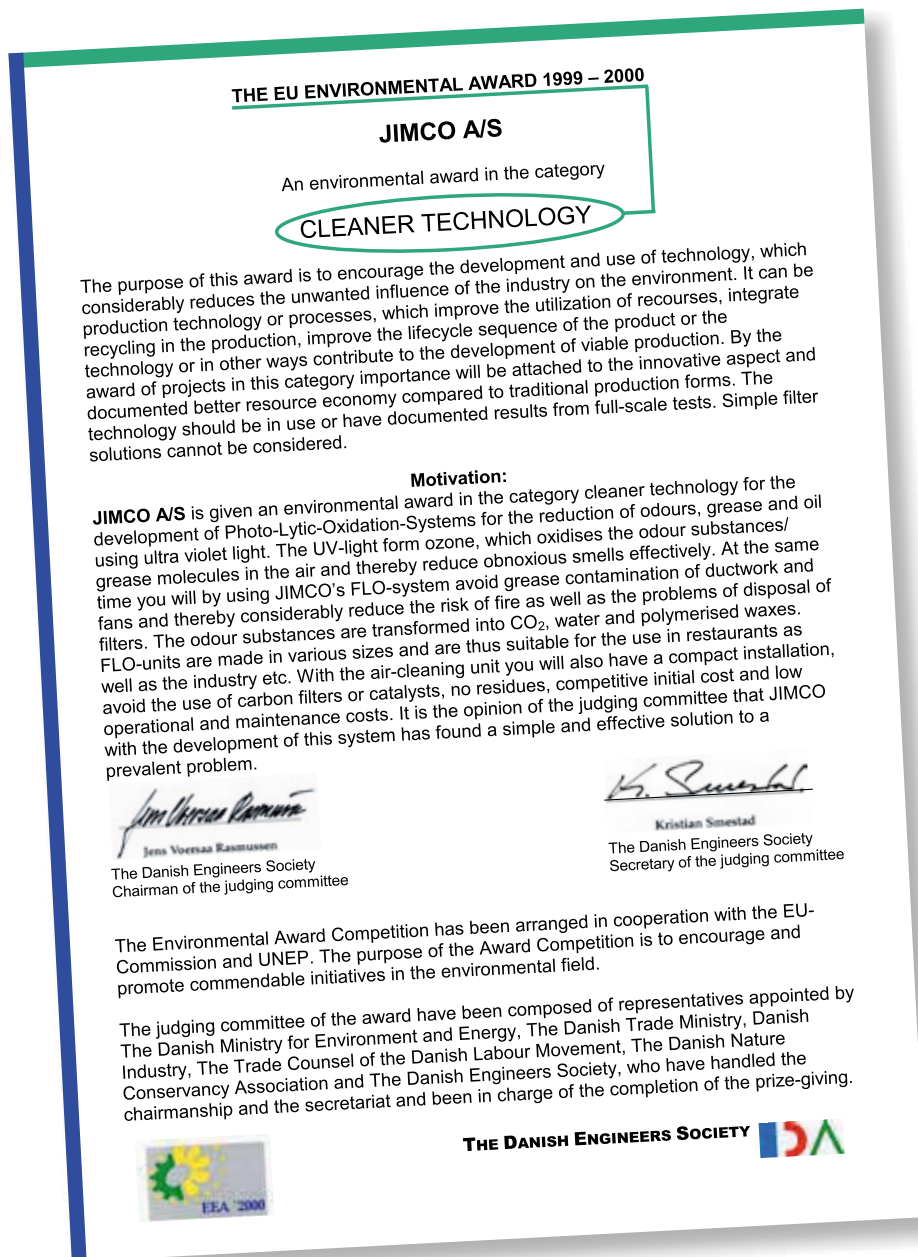 THE EU ENVIRONMENTAL AWARD 1999 – 2000
JIMCO A/S
An environmental award in the category
CLEANER TECHNOLOGY
The purpose of this award is to encourage the development and use of technology, which
considerably reduces the unwanted influence of the industry on the environment. It can be
production technology or processes, which improve the utilization of recourses, integrate
recycling in the production, improve the lifecycle sequence of the product or the
technology or in other ways contribute to the development of viable production. By the
award of projects in this category importance will be attached to the innovative aspect and
documented better resource economy compared to traditional production forms. The
technology should be in use or have documented results from full-scale tests. Simple filter
solutions cannot be considered.
Motivation:
JIMCO A/S is given an environmental award in the category cleaner technology for the
development of Photo-Lytic-Oxidation-Systems for the reduction of odours, grease and oil
using ultra violet light. The UV-light form ozone, which oxidises the odour substances/
grease molecules in the air and thereby reduce obnoxious smells effectively. At the same
time you will by using JIMCO's FLO-system avoid grease contamination of ductwork and
fans and thereby considerably reduce the risk of fire as well as the problems of disposal of
filters. The odour substances are transformed into CO₂, water and polymerised waxes.
FLO-units are made in various sizes and are thus suitable for the use in restaurants as
well as the industry etc. With the air-cleaning unit you will also have a compact installation,
avoid the use of carbon filters or catalysts, no residues, competitive initial cost and low
operational and maintenance costs. It is the opinion of the judging committee that JIMCO
with the development of this system has found a simple and effective solution to a
prevalent problem.
Jens Voersaa Rasmussen
The Danish Engineers Society
Chairman of the judging committee
K. Smestad
Kristian Smestad
The Danish Engineers Society
Secretary of the judging committee
The Environmental Award Competition has been arranged in cooperation with the EU-
Commission and UNEP. The purpose of the Award Competition is to encourage and
promote commendable initiatives in the environmental field.
The judging committee of the award have been composed of representatives appointed by
The Danish Ministry for Environment and Energy, The Danish Trade Ministry, Danish
Industry, The Trade Counsel of the Danish Labour Movement, The Danish Nature
Conservancy Association and The Danish Engineers Society, who have handled the
chairmanship and the secretariat and been in charge of the completion of the prize-giving.
THE DANISH ENGINEERS SOCIETY IDA
EEA '2000